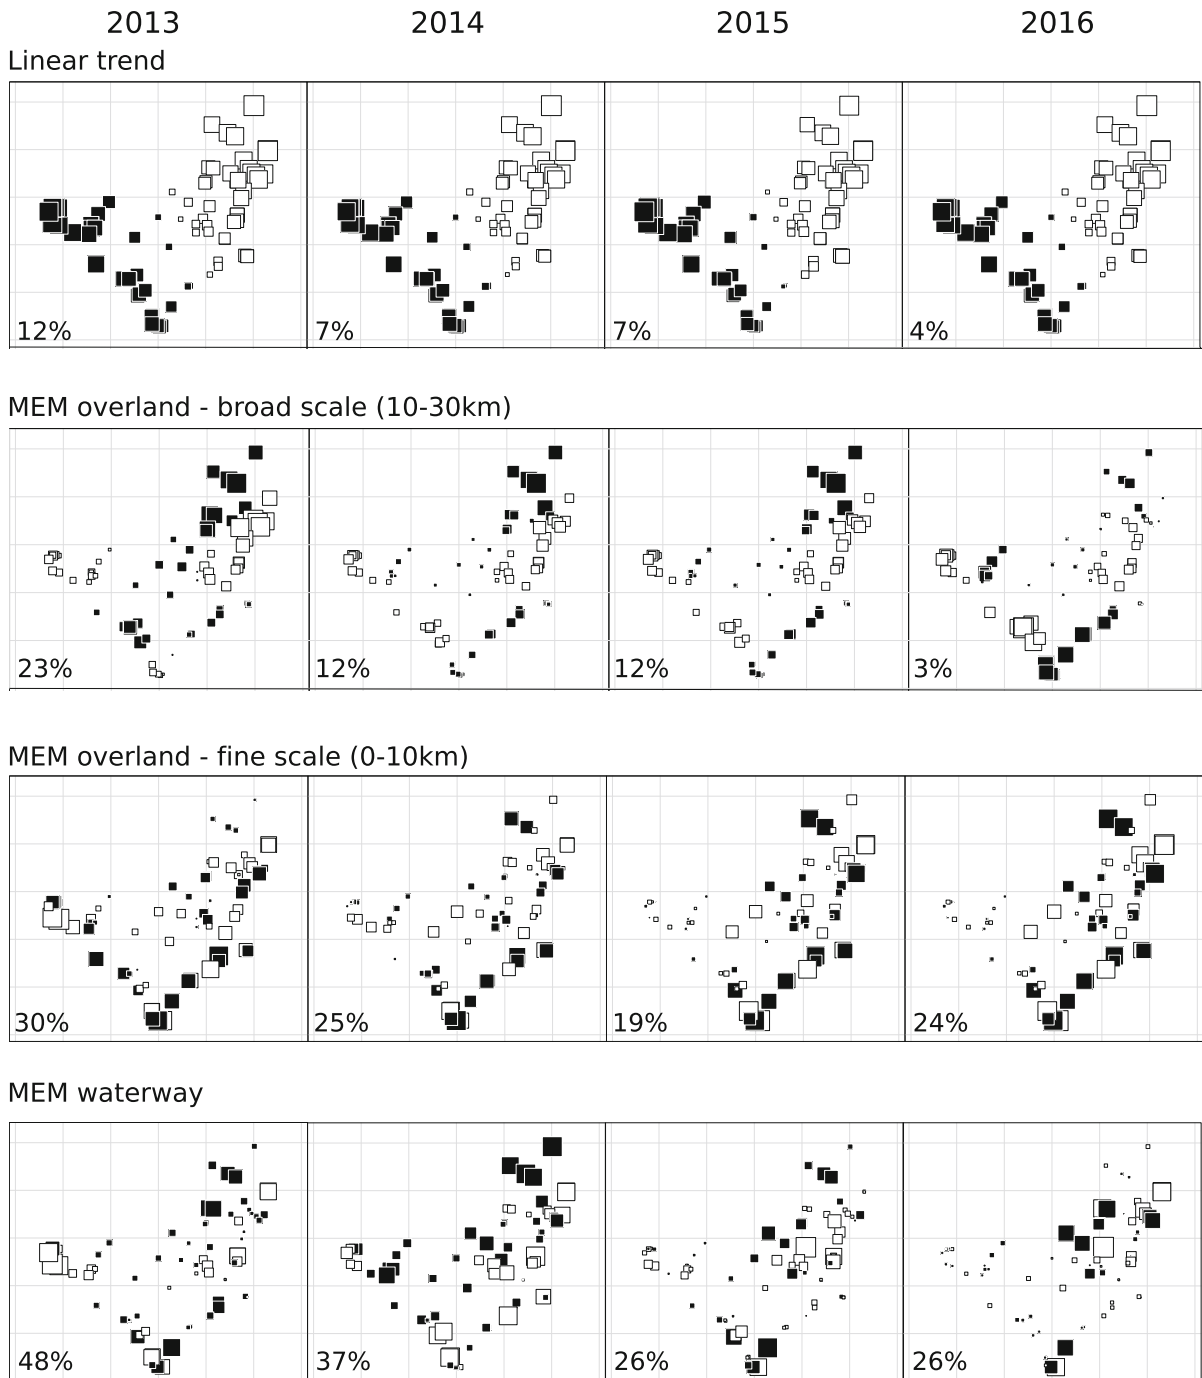 2013 2014 2015 2016
Linear trend
12% 7% 7% 4%
MEM overland - broad scale (10-30km)
23% 12% 12% 3%
MEM overland - fine scale (0-10km)
30% 25% 19% 24%
MEM waterway
48% 37% 26% 26%